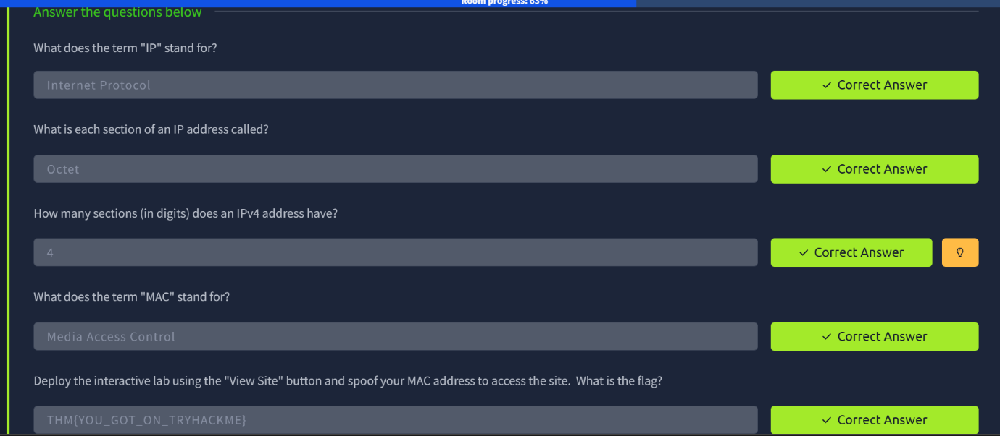 Room progress: 63%
Answer the questions below
What does the term "IP" stand for?
Internet Protocol
✓ Correct Answer
What is each section of an IP address called?
Octet
✓ Correct Answer
How many sections (in digits) does an IPv4 address have?
4
✓ Correct Answer
What does the term "MAC" stand for?
Media Access Control
✓ Correct Answer
Deploy the interactive lab using the "View Site" button and spoof your MAC address to access the site.  What is the flag?
THM{YOU_GOT_ON_TRYHACKME}
✓ Correct Answer